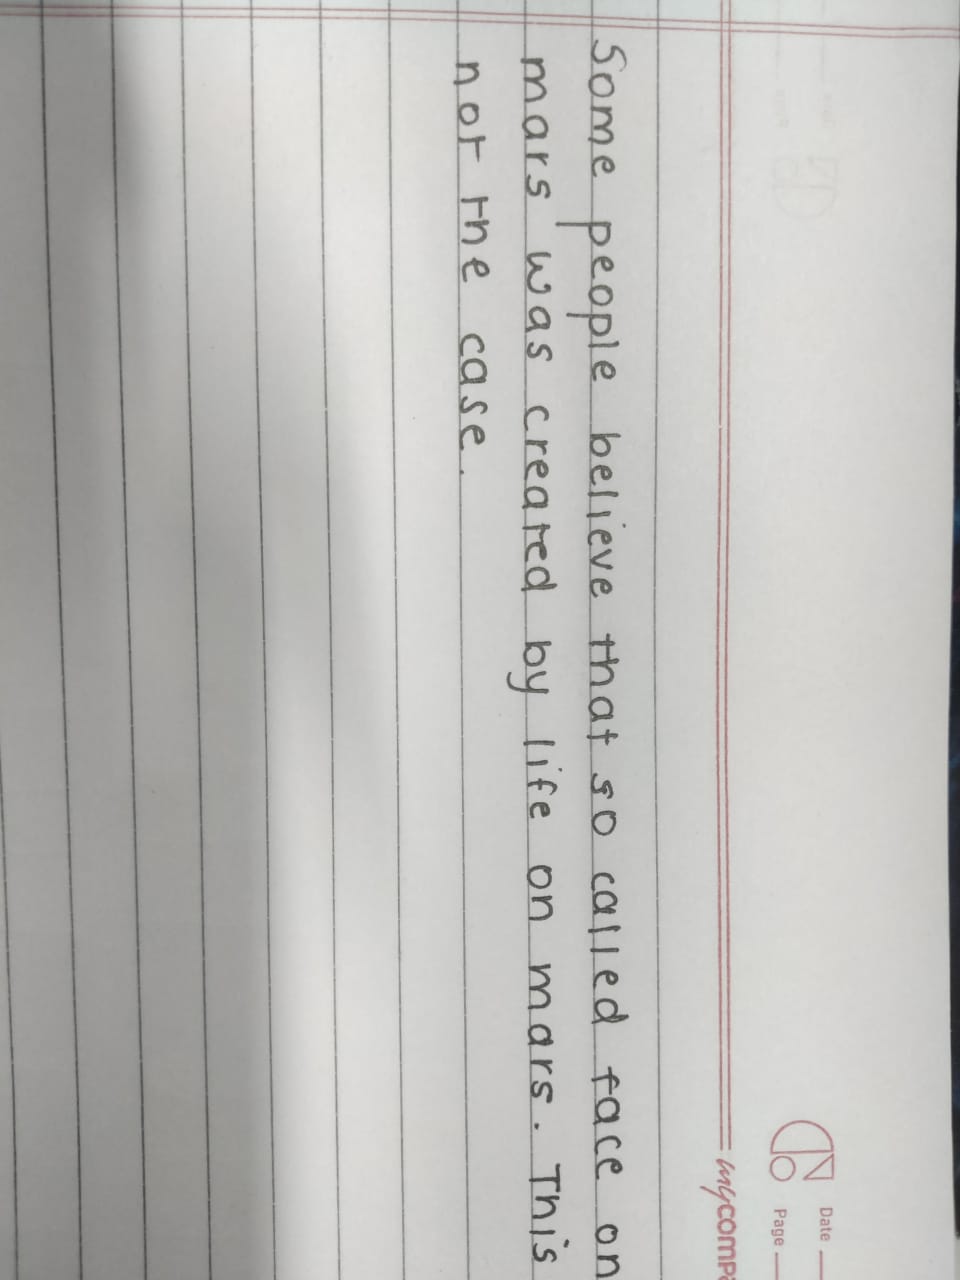 Date
Page
Some people believe that so called face on
mars was created by life on mars. This
not the case.